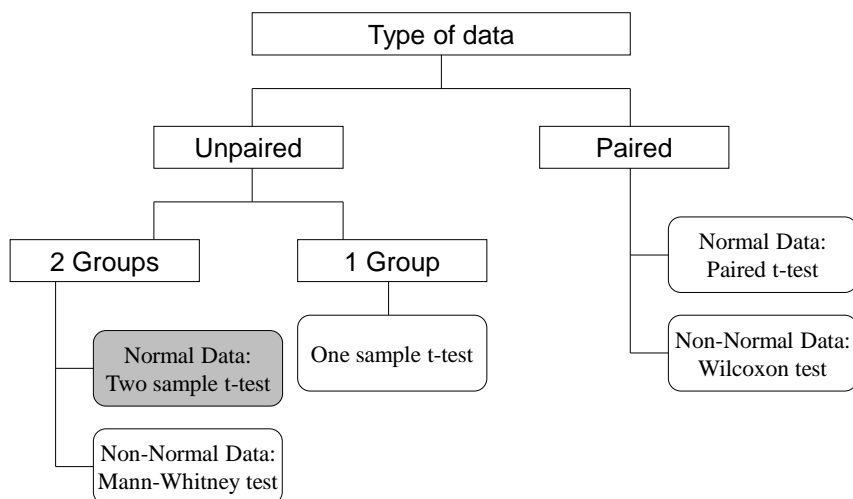 Type of data
Unpaired
Paired
2 Groups
1 Group
Normal Data:
Paired t-test
Normal Data:
Two sample t-test
One sample t-test
Non-Normal Data:
Wilcoxon test
Non-Normal Data:
Mann-Whitney test